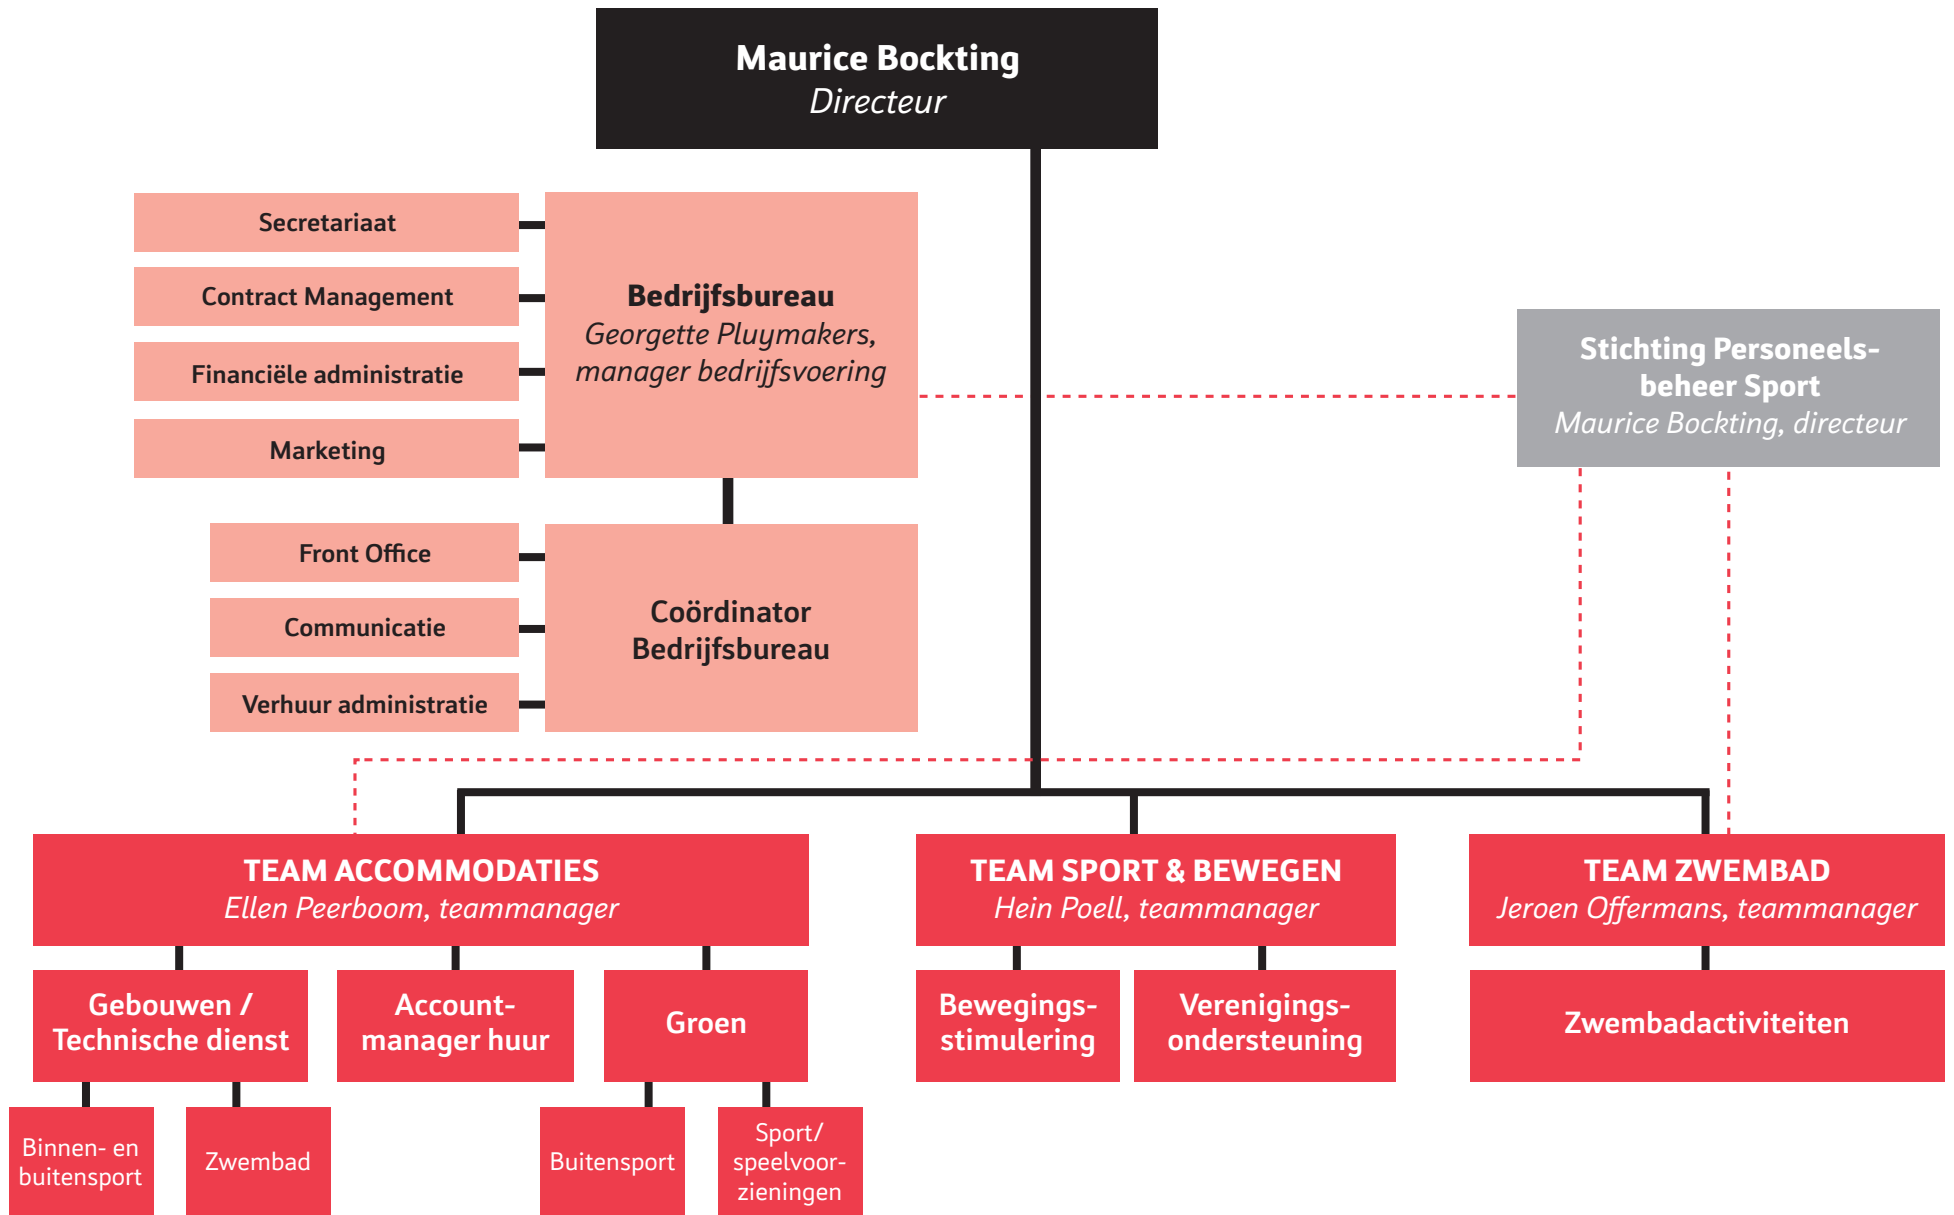 Maurice Bockting
Directeur
Secretariaat
Contract Management
Financiële administratie
Marketing
Bedrijfsbureau
Georgette Pluymakers,
manager bedrijfsvoering
Stichting Personeels-
beheer Sport
Maurice Bockting, directeur
Front Office
Communicatie
Verhuur administratie
Coördinator
Bedrijfsbureau
TEAM ACCOMMODATIES
Ellen Peerboom, teammanager
TEAM SPORT & BEWEGEN
Hein Poell, teammanager
TEAM ZWEMBAD
Jeroen Offermans, teammanager
Gebouwen /
Technische dienst
Account-
manager huur
Groen
Bewegings-
stimulering
Verenigings-
ondersteuning
Zwembadactiviteiten
Binnen- en
buitensport
Zwembad
Buitensport
Sport/
speelvoor-
zieningen